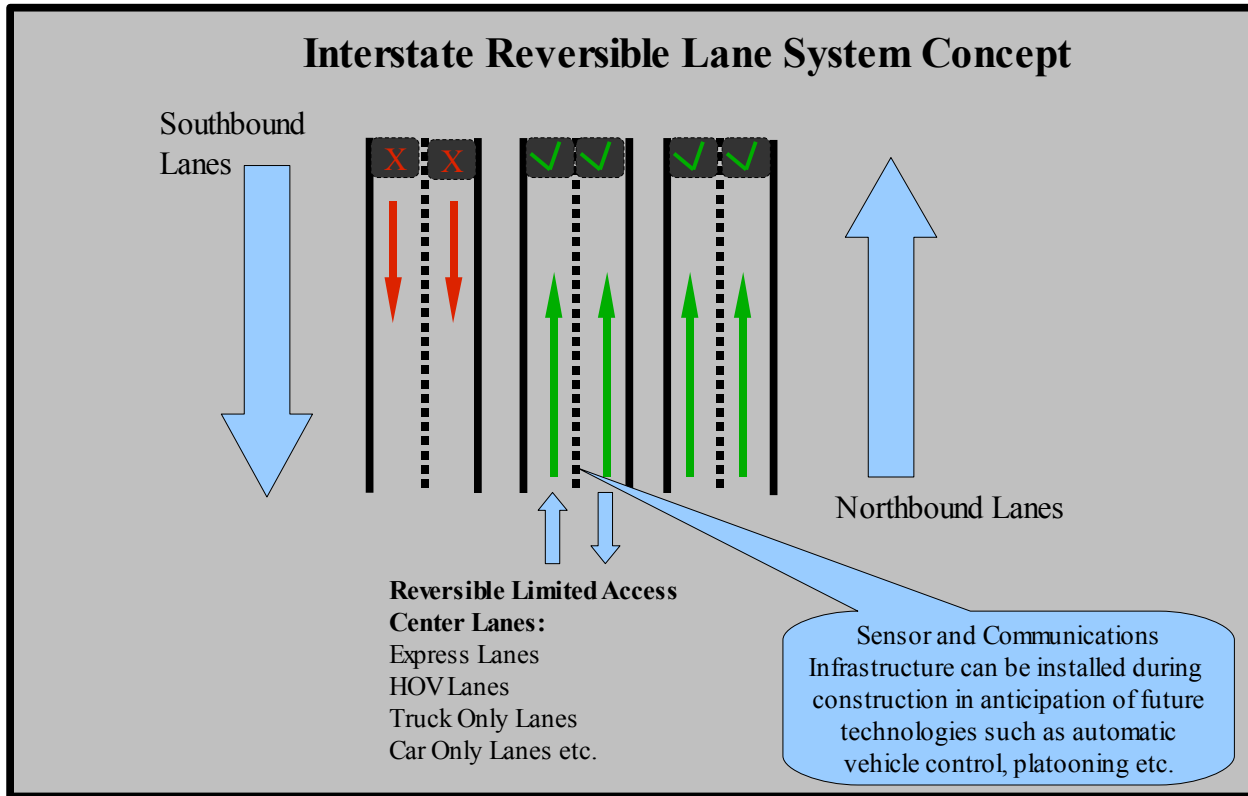 Interstate Reversible Lane System Concept
Southbound
Lanes
X X
Northbound Lanes
Reversible Limited Access
Center Lanes:
Express Lanes
HOV Lanes
Truck Only Lanes
Car Only Lanes etc.
Sensor and Communications
Infrastructure can be installed during
construction in anticipation of future
technologies such as automatic
vehicle control, platooning etc.